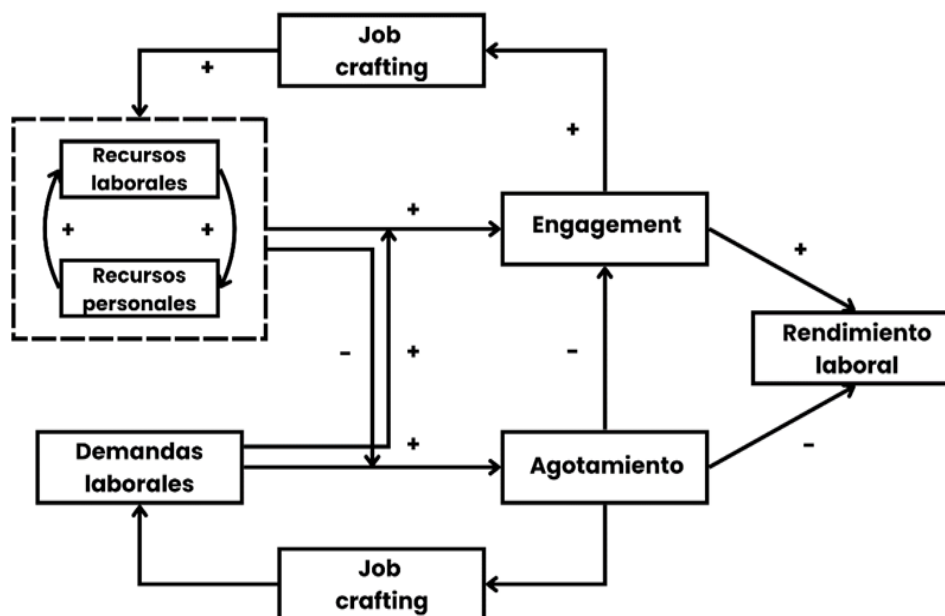 Job
crafting
+
+
Recursos
laborales
+
+
+
Engagement
+
Recursos
personales
-
+
-
Rendimiento
laboral
Demandas
laborales
+
Agotamiento
-
Job
crafting